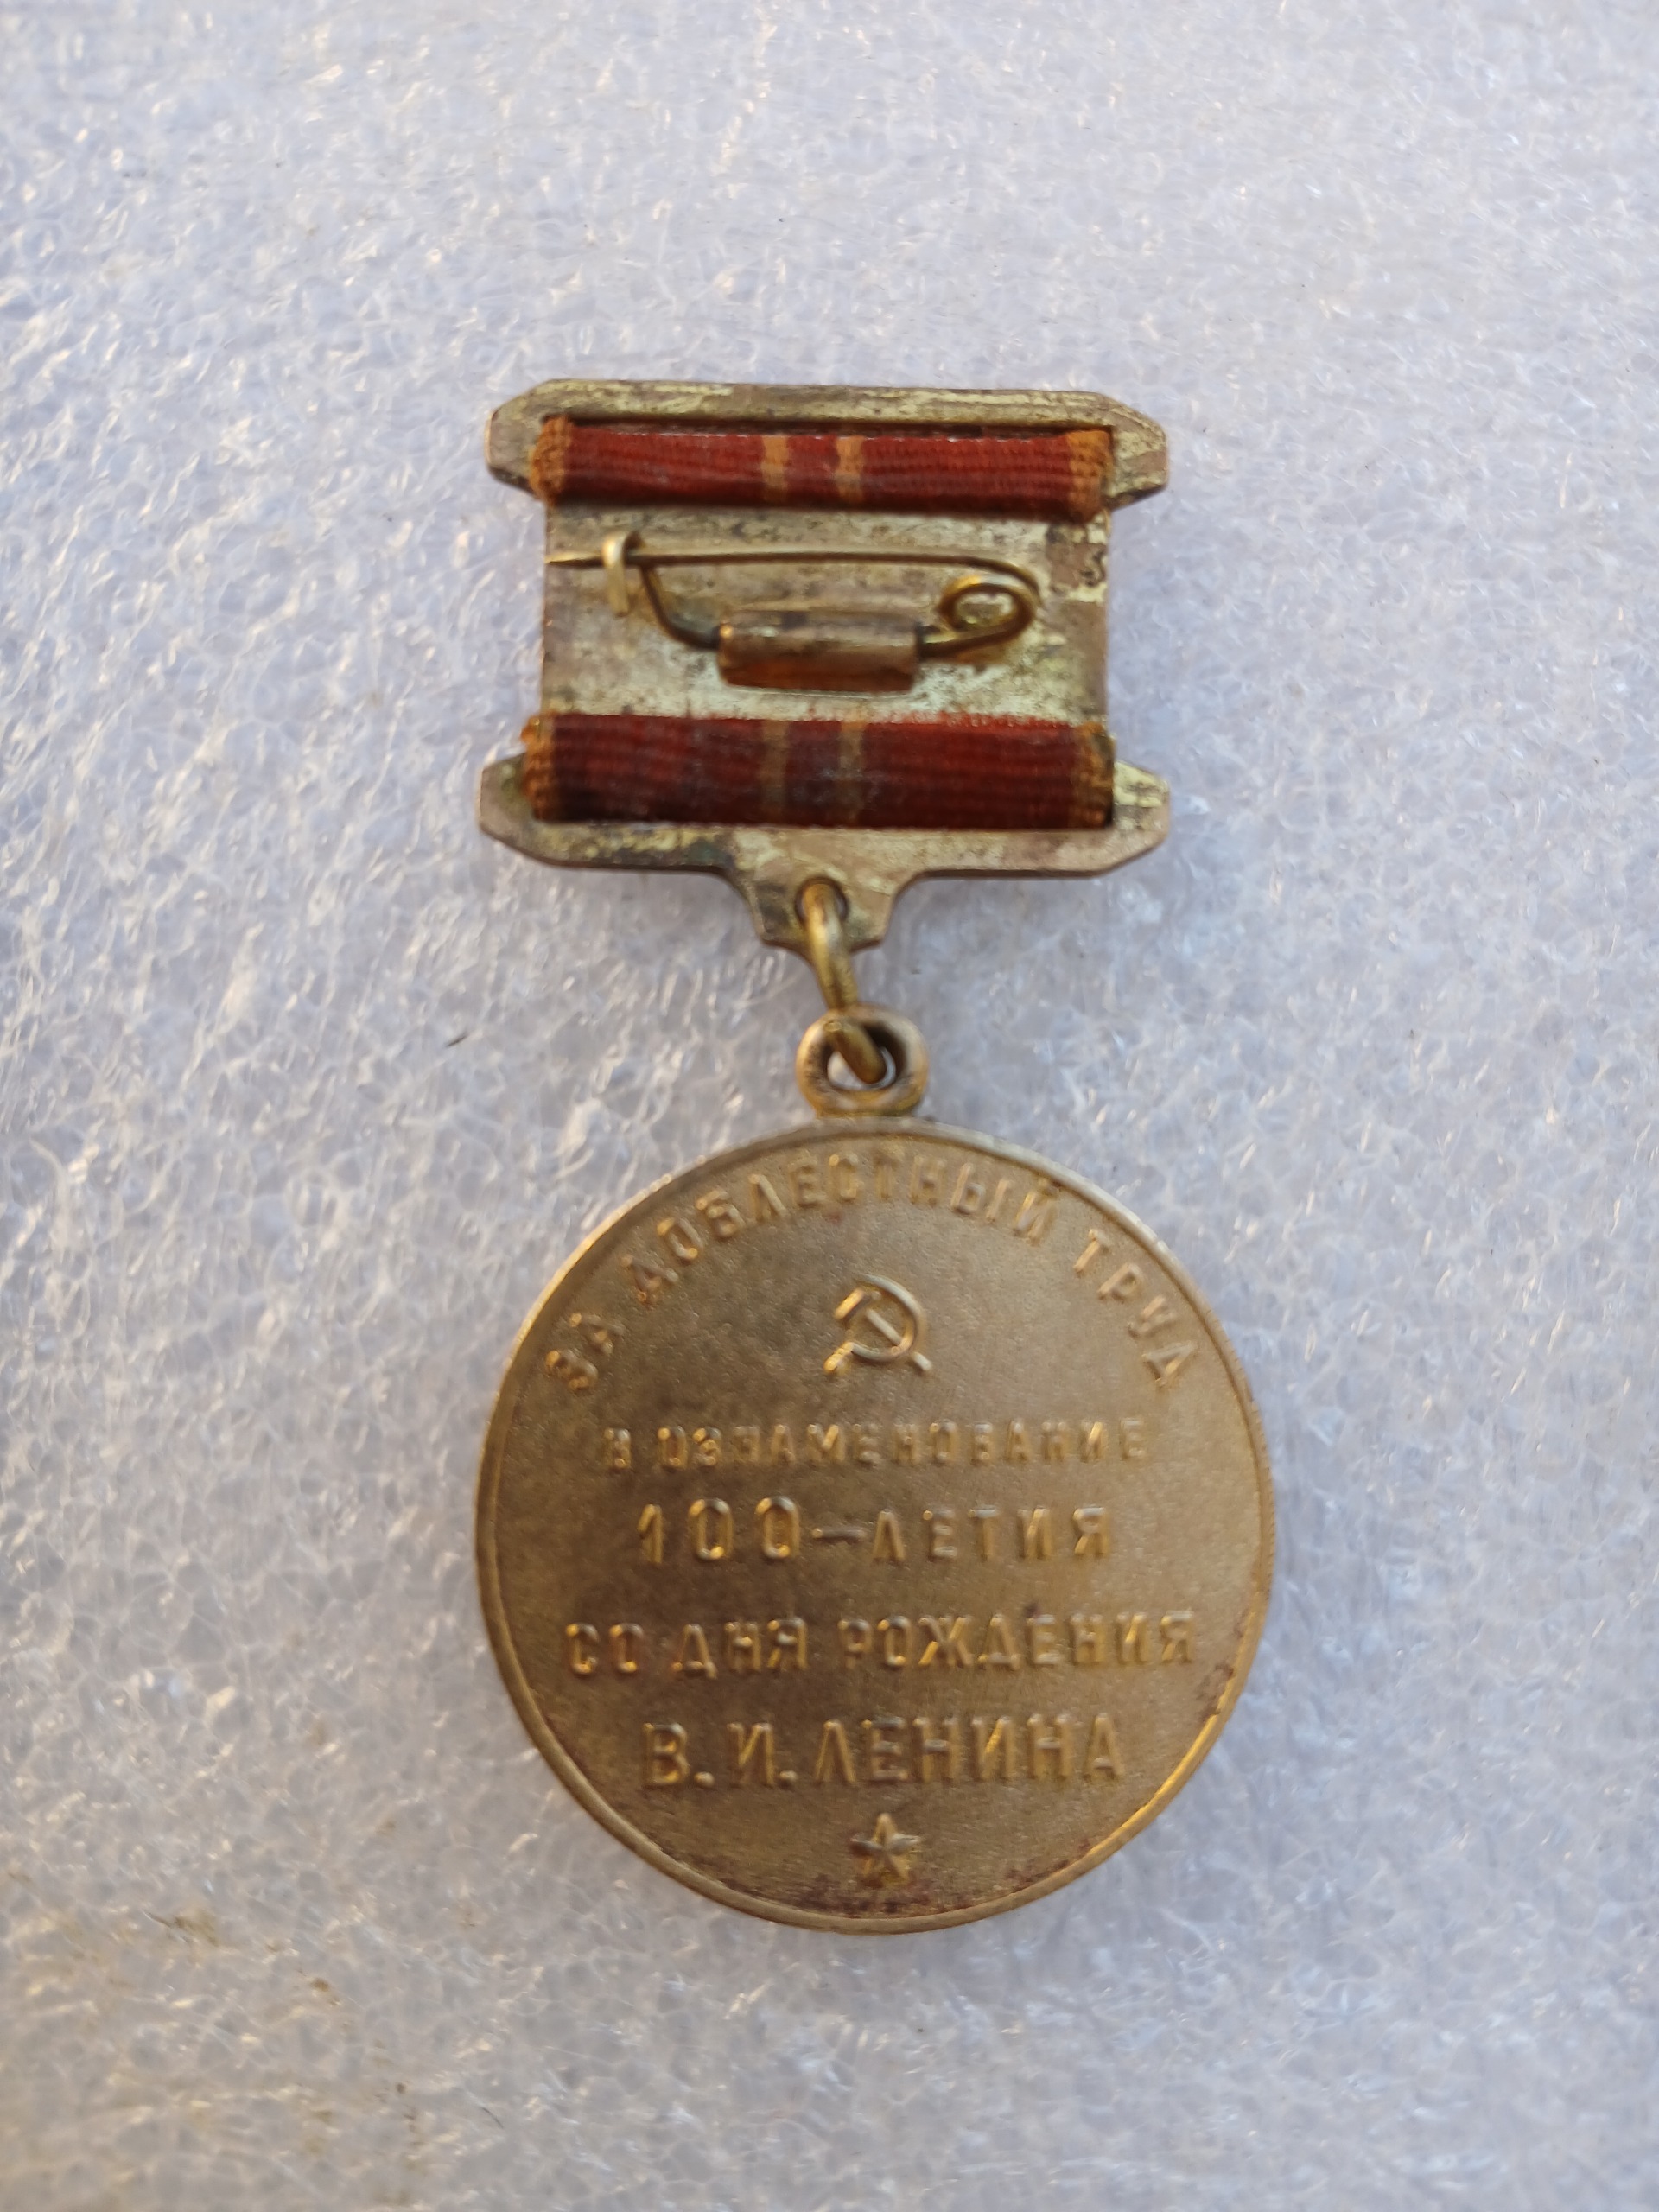 ЗА ДОБЛЕСТНЫЙ ТРУД
В ОЗНАМЕНОВАНИЕ
100-ЛЕТИЯ
СО ДНЯ РОЖДЕНИЯ
В. И. ЛЕНИНА